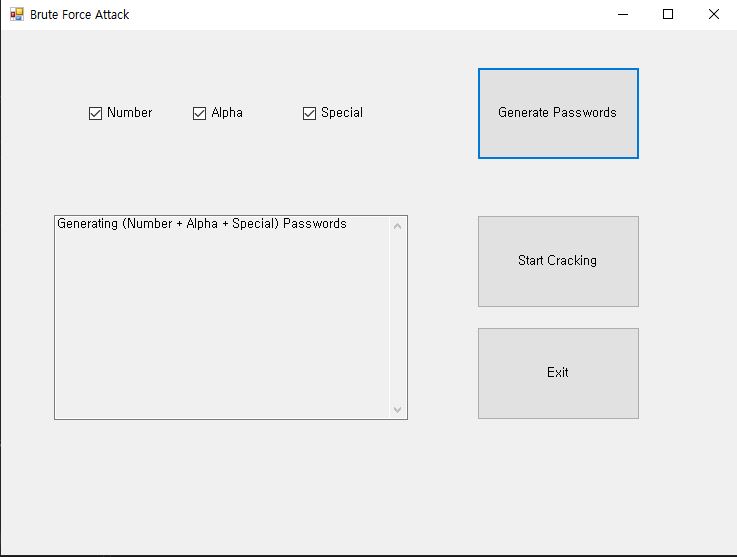 Brute Force Attack
Number Alpha Special
Generate Passwords
Generating (Number + Alpha + Special) Passwords
Start Cracking
Exit